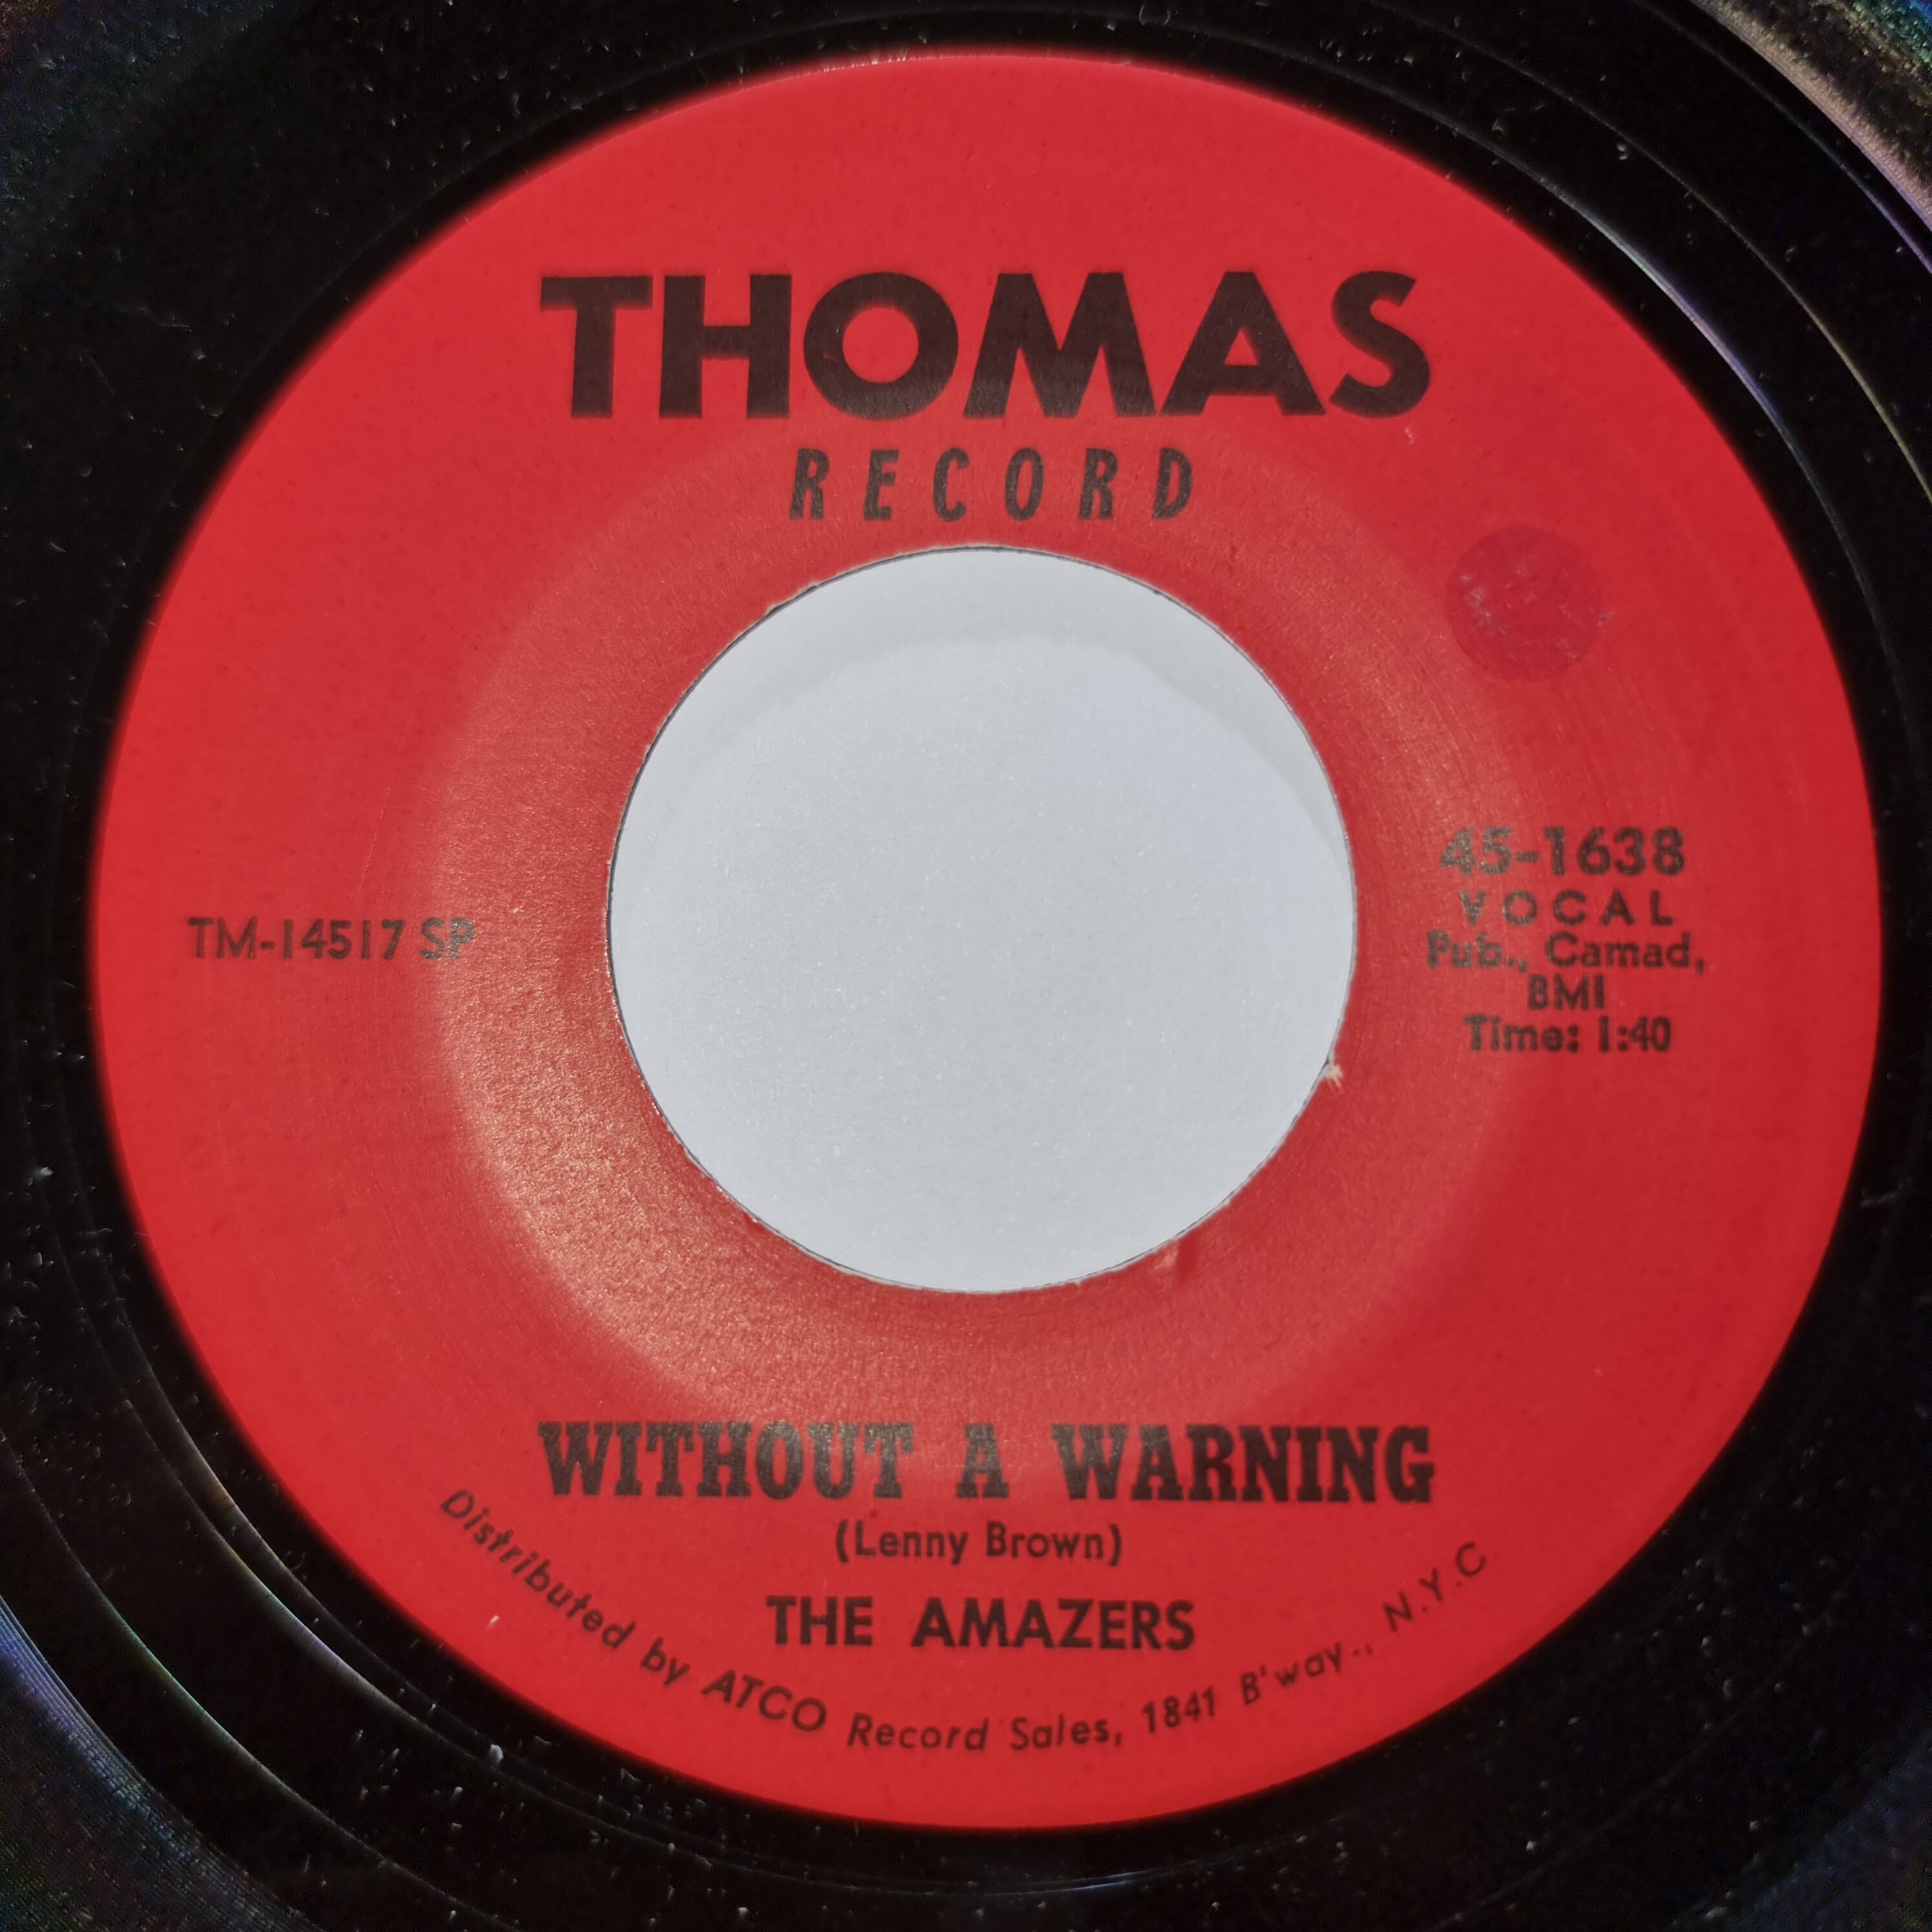 THOMAS
RECORD
TM-14517 SP
45-1638
VOCAL
Pub., Camad,
BMI
Time: 1:40
WITHOUT A WARNING
(Lenny Brown)
THE AMAZERS
Distributed by ATCO Record Sales, 1841 B'way., N.Y.C.